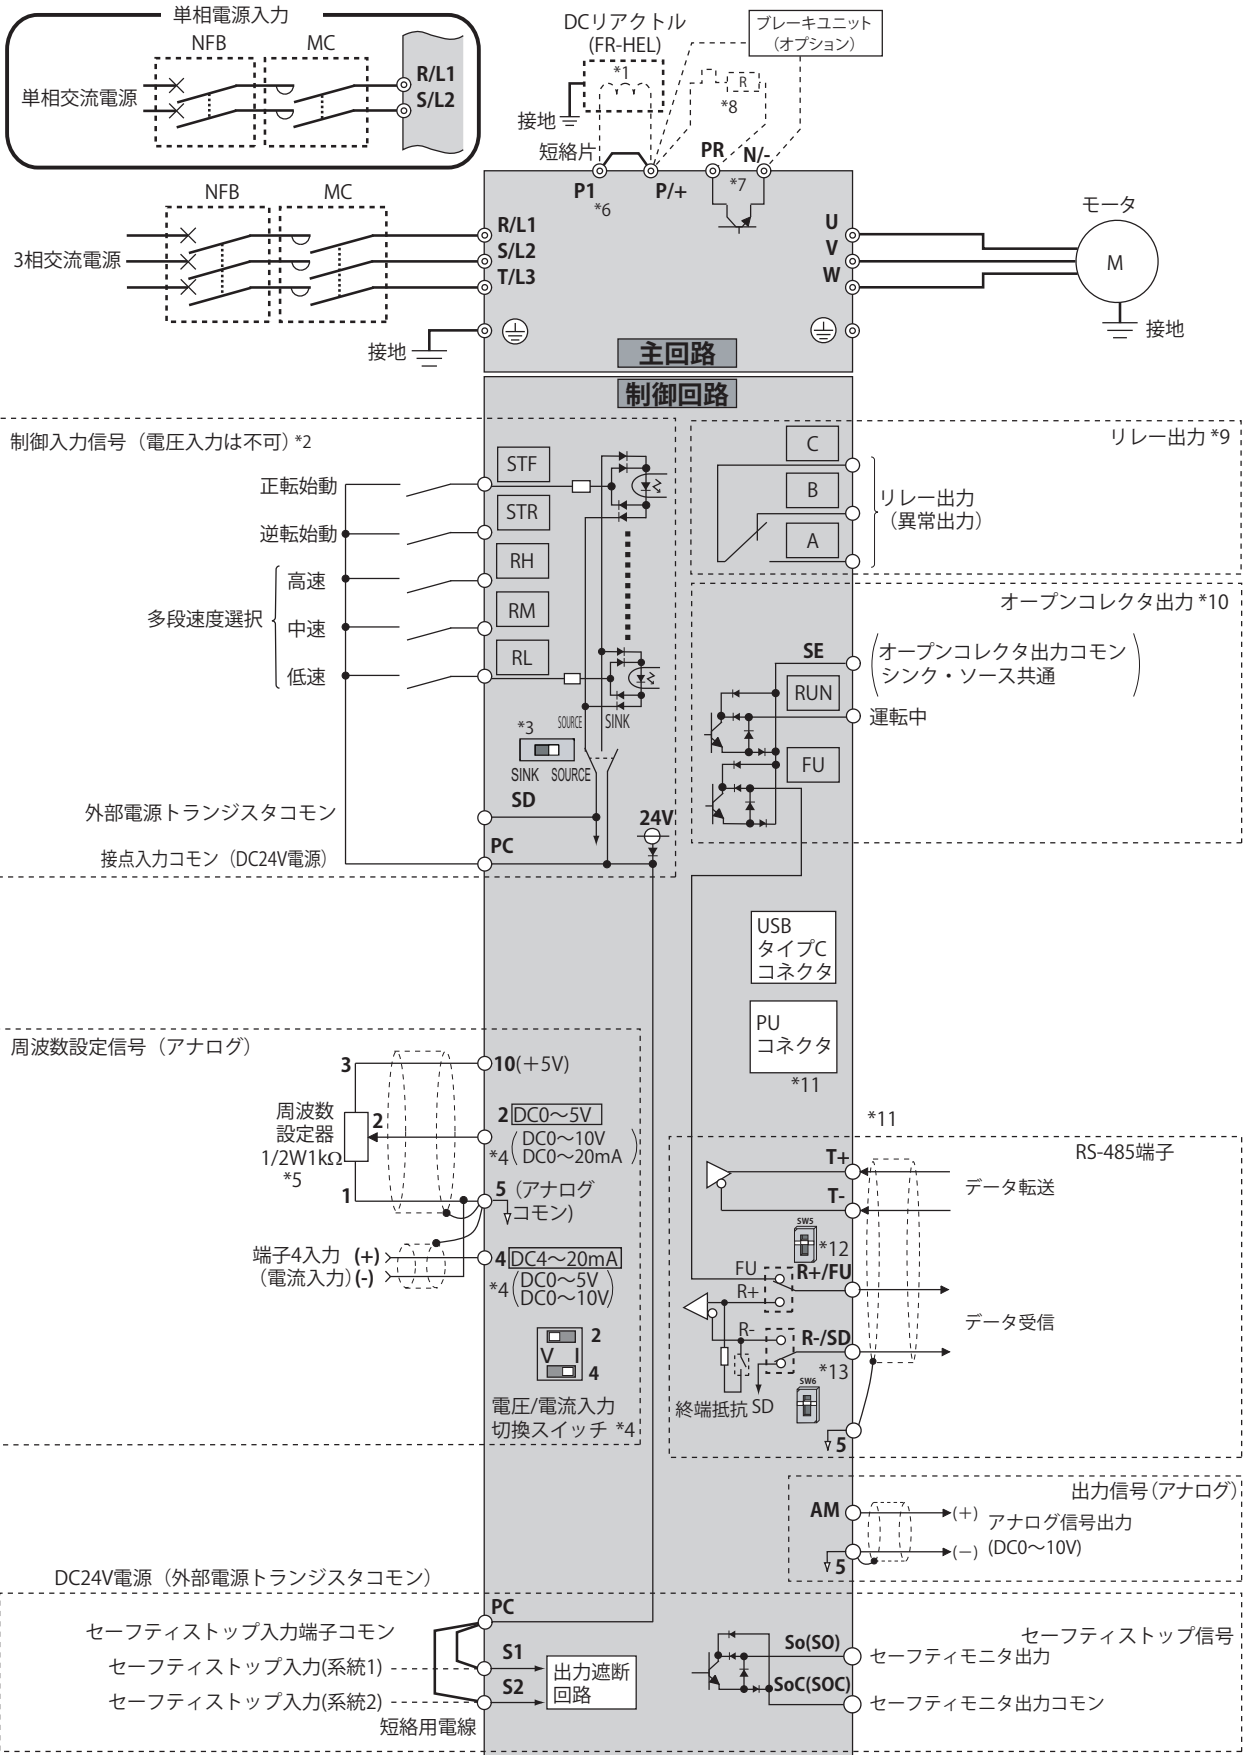 単相電源入力
NFB
MC
単相交流電源
R/L1
S/L2
DCリアクトル
(FR-HEL)
*1
接地
短絡片
ブレーキユニット
(オプション)
R
*8
P1
*6
P/+
PR
*7
N/-
NFB
MC
3相交流電源
R/L1
S/L2
T/L3
接地
U
V
W
モータ
M
接地
主回路
制御回路
制御入力信号（電圧入力は不可）*2
正転始動
逆転始動
多段速度選択
高速
中速
低速
STF
STR
RH
RM
RL
*3
SOURCE
SINK
SINK
SOURCE
外部電源トランジスタコモン
SD
24V
接点入力コモン（DC24V電源）
PC
リレー出力 *9
C
B
A
リレー出力
（異常出力）
オープンコレクタ出力 *10
SE
オープンコレクタ出力コモン
シンク・ソース共通
RUN
運転中
FU
USB
タイプC
コネクタ
PU
コネクタ
*11
周波数設定信号（アナログ）
3
2
1
周波数
設定器
1/2W1kΩ
*5
10(＋5V)
2 DC0～5V
*4
DC0～10V
DC0～20mA
5（アナログ
コモン)
端子4入力 (+)
（電流入力）(-)
4 DC4～20mA
*4
(DC0～5V
DC0～10V)
2
V I
4
電圧/電流入力
切換スイッチ *4
*11
RS-485端子
T+
T-
データ転送
SW5
*12
FU
R+/FU
R+
データ受信
R-
R-/SD
*13
SW6
終端抵抗
SD
5
出力信号（アナログ）
AM
(＋)
アナログ信号出力
(－)
(DC0～10V)
5
DC24V電源（外部電源トランジスタコモン）
PC
セーフティストップ入力端子コモン
セーフティストップ入力(系統1)
S1
セーフティストップ入力(系統2)
S2
短絡用電線
出力遮断
回路
セーフティストップ信号
So(SO)
セーフティモニタ出力
SoC(SOC)
セーフティモニタ出力コモン